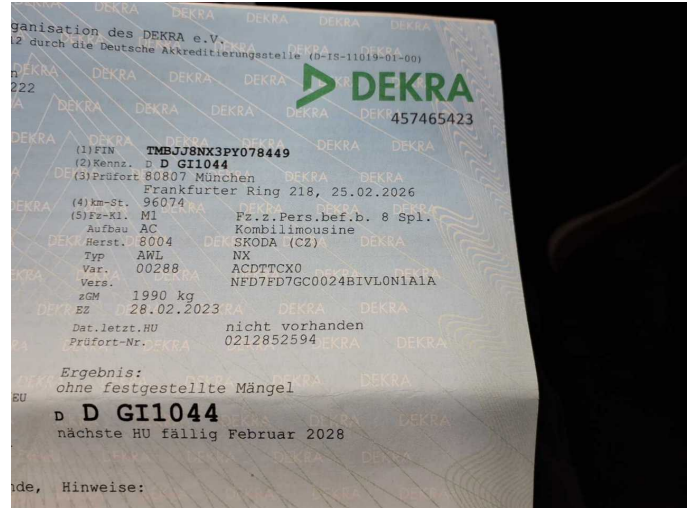 ganisation des DEKRA e.V.
12 durch die Deutsche Akkreditierungsstelle (D-IS-11019-01-00)
n
222
DEKRA
457465423
(1)FIN TMBJJ8NX3PY078449
(2)Kennz. D D GI1044
(3)Prüfort 80807 München
Frankfurter Ring 218, 25.02.2026
(4)km-St. 96074
(5)Fz-Kl. M1 Fz.z.Pers.bef.b. 8 Spl.
Aufbau AC Kombilimousine
Herst. 8004 SKODA (CZ)
Typ AWL NX
Var. 00288 ACDTTCX0
Vers. NFD7FD7GC0024BIVL0N1A1A
zGM 1990 kg
EZ 28.02.2023
Dat.letzt.HU nicht vorhanden
Prüfort-Nr. 0212852594
Ergebnis:
ohne festgestellte Mängel
EU
D D GI1044
nächste HU fällig Februar 2028
nde, Hinweise: